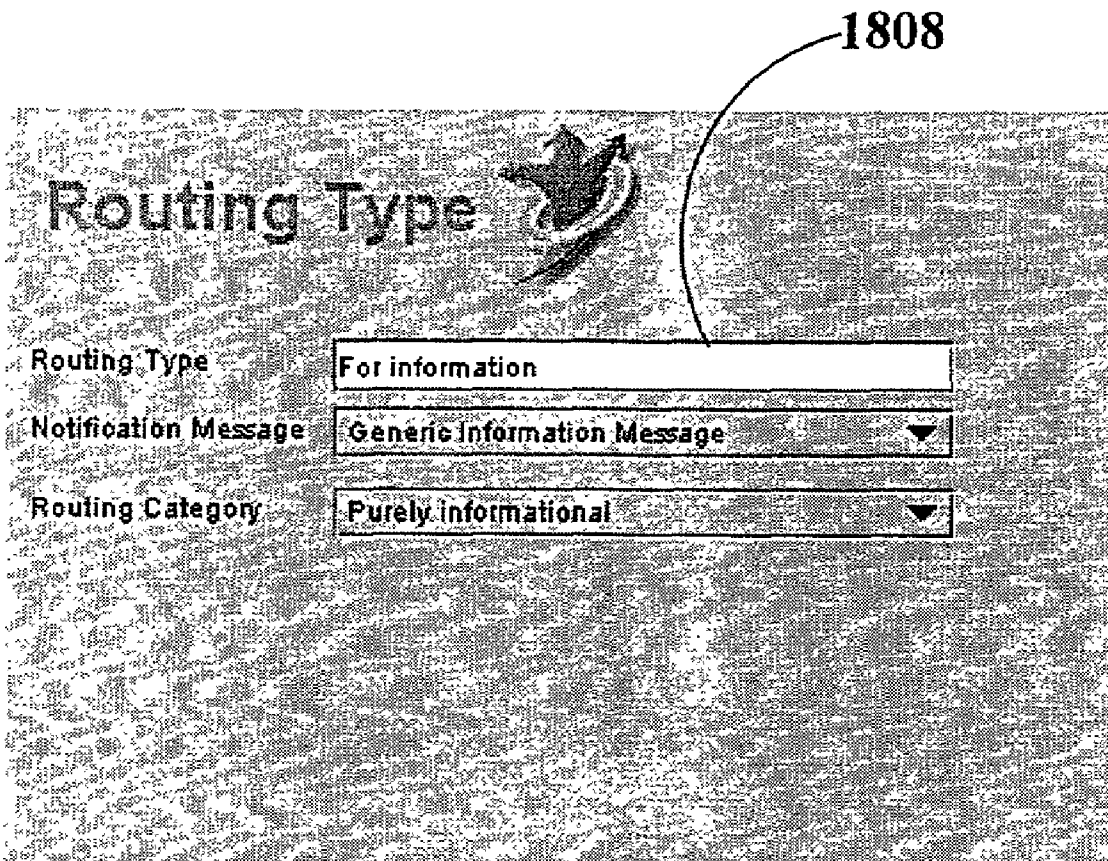 1808
Routing Type
Routing Type For information
Notification Message Generic Information Message
Routing Category Purely informational